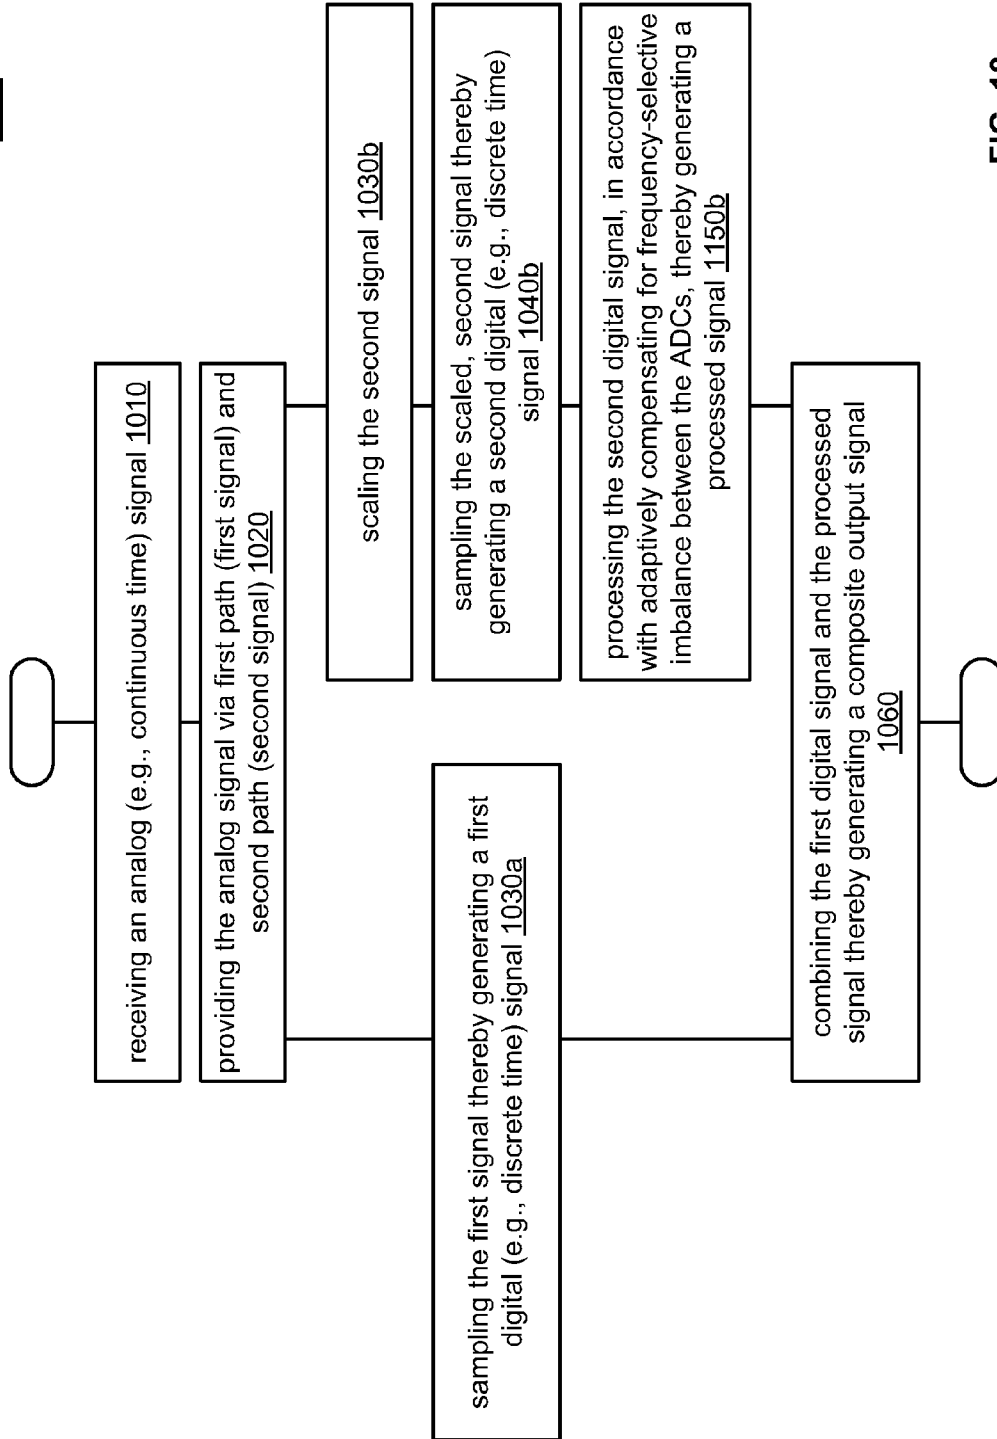 receiving an analog (e.g., continuous time) signal 1010
providing the analog signal via first path (first signal) and
second path (second signal) 1020
sampling the first signal thereby generating a first
digital (e.g., discrete time) signal 1030a
scaling the second signal 1030b
sampling the scaled, second signal thereby
generating a second digital (e.g., discrete time)
signal 1040b
processing the second digital signal, in accordance
with adaptively compensating for frequency-selective
imbalance between the ADCs, thereby generating a
processed signal 1150b
combining the first digital signal and the processed
signal thereby generating a composite output signal
1060
FIG.